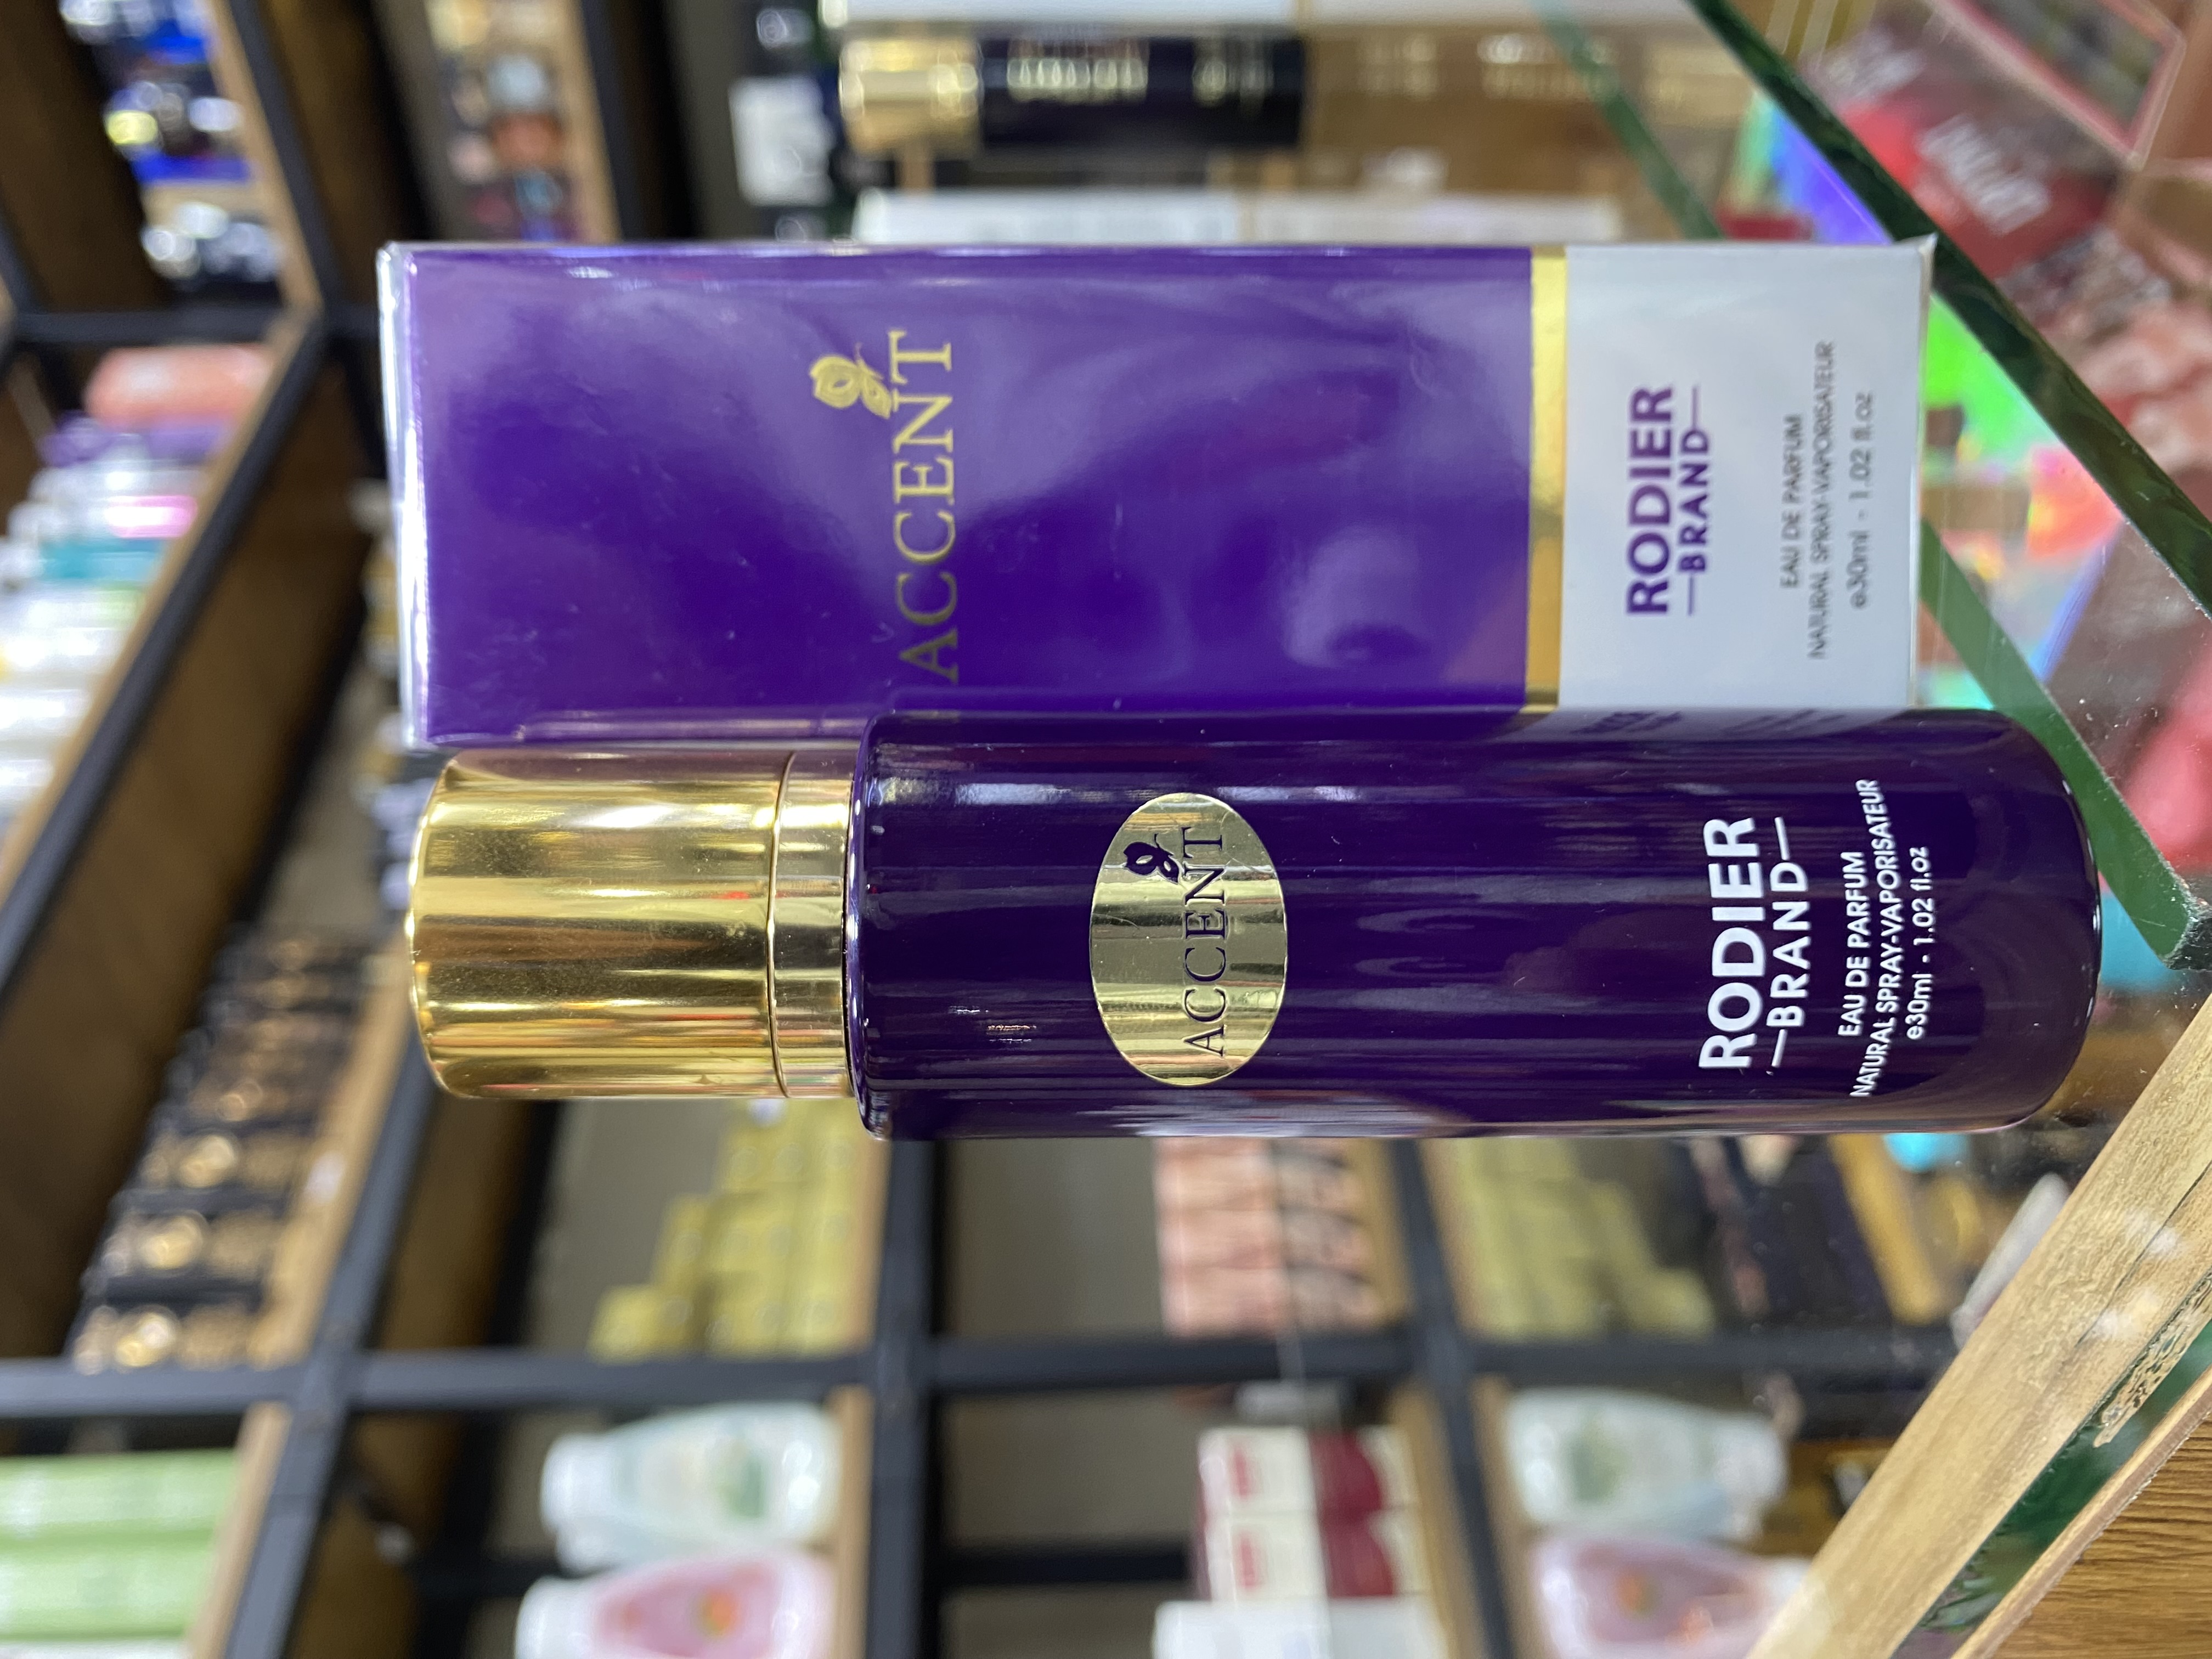 ACCENT
RODIER
BRAND
EAU DE PARFUM
NATURAL SPRAY-VAPORISATEUR
e30ml - 1.02 fl.oz
ACCENT
RODIER
BRAND
EAU DE PARFUM
NATURAL SPRAY-VAPORISATEUR
e30ml - 1.02 fl.oz